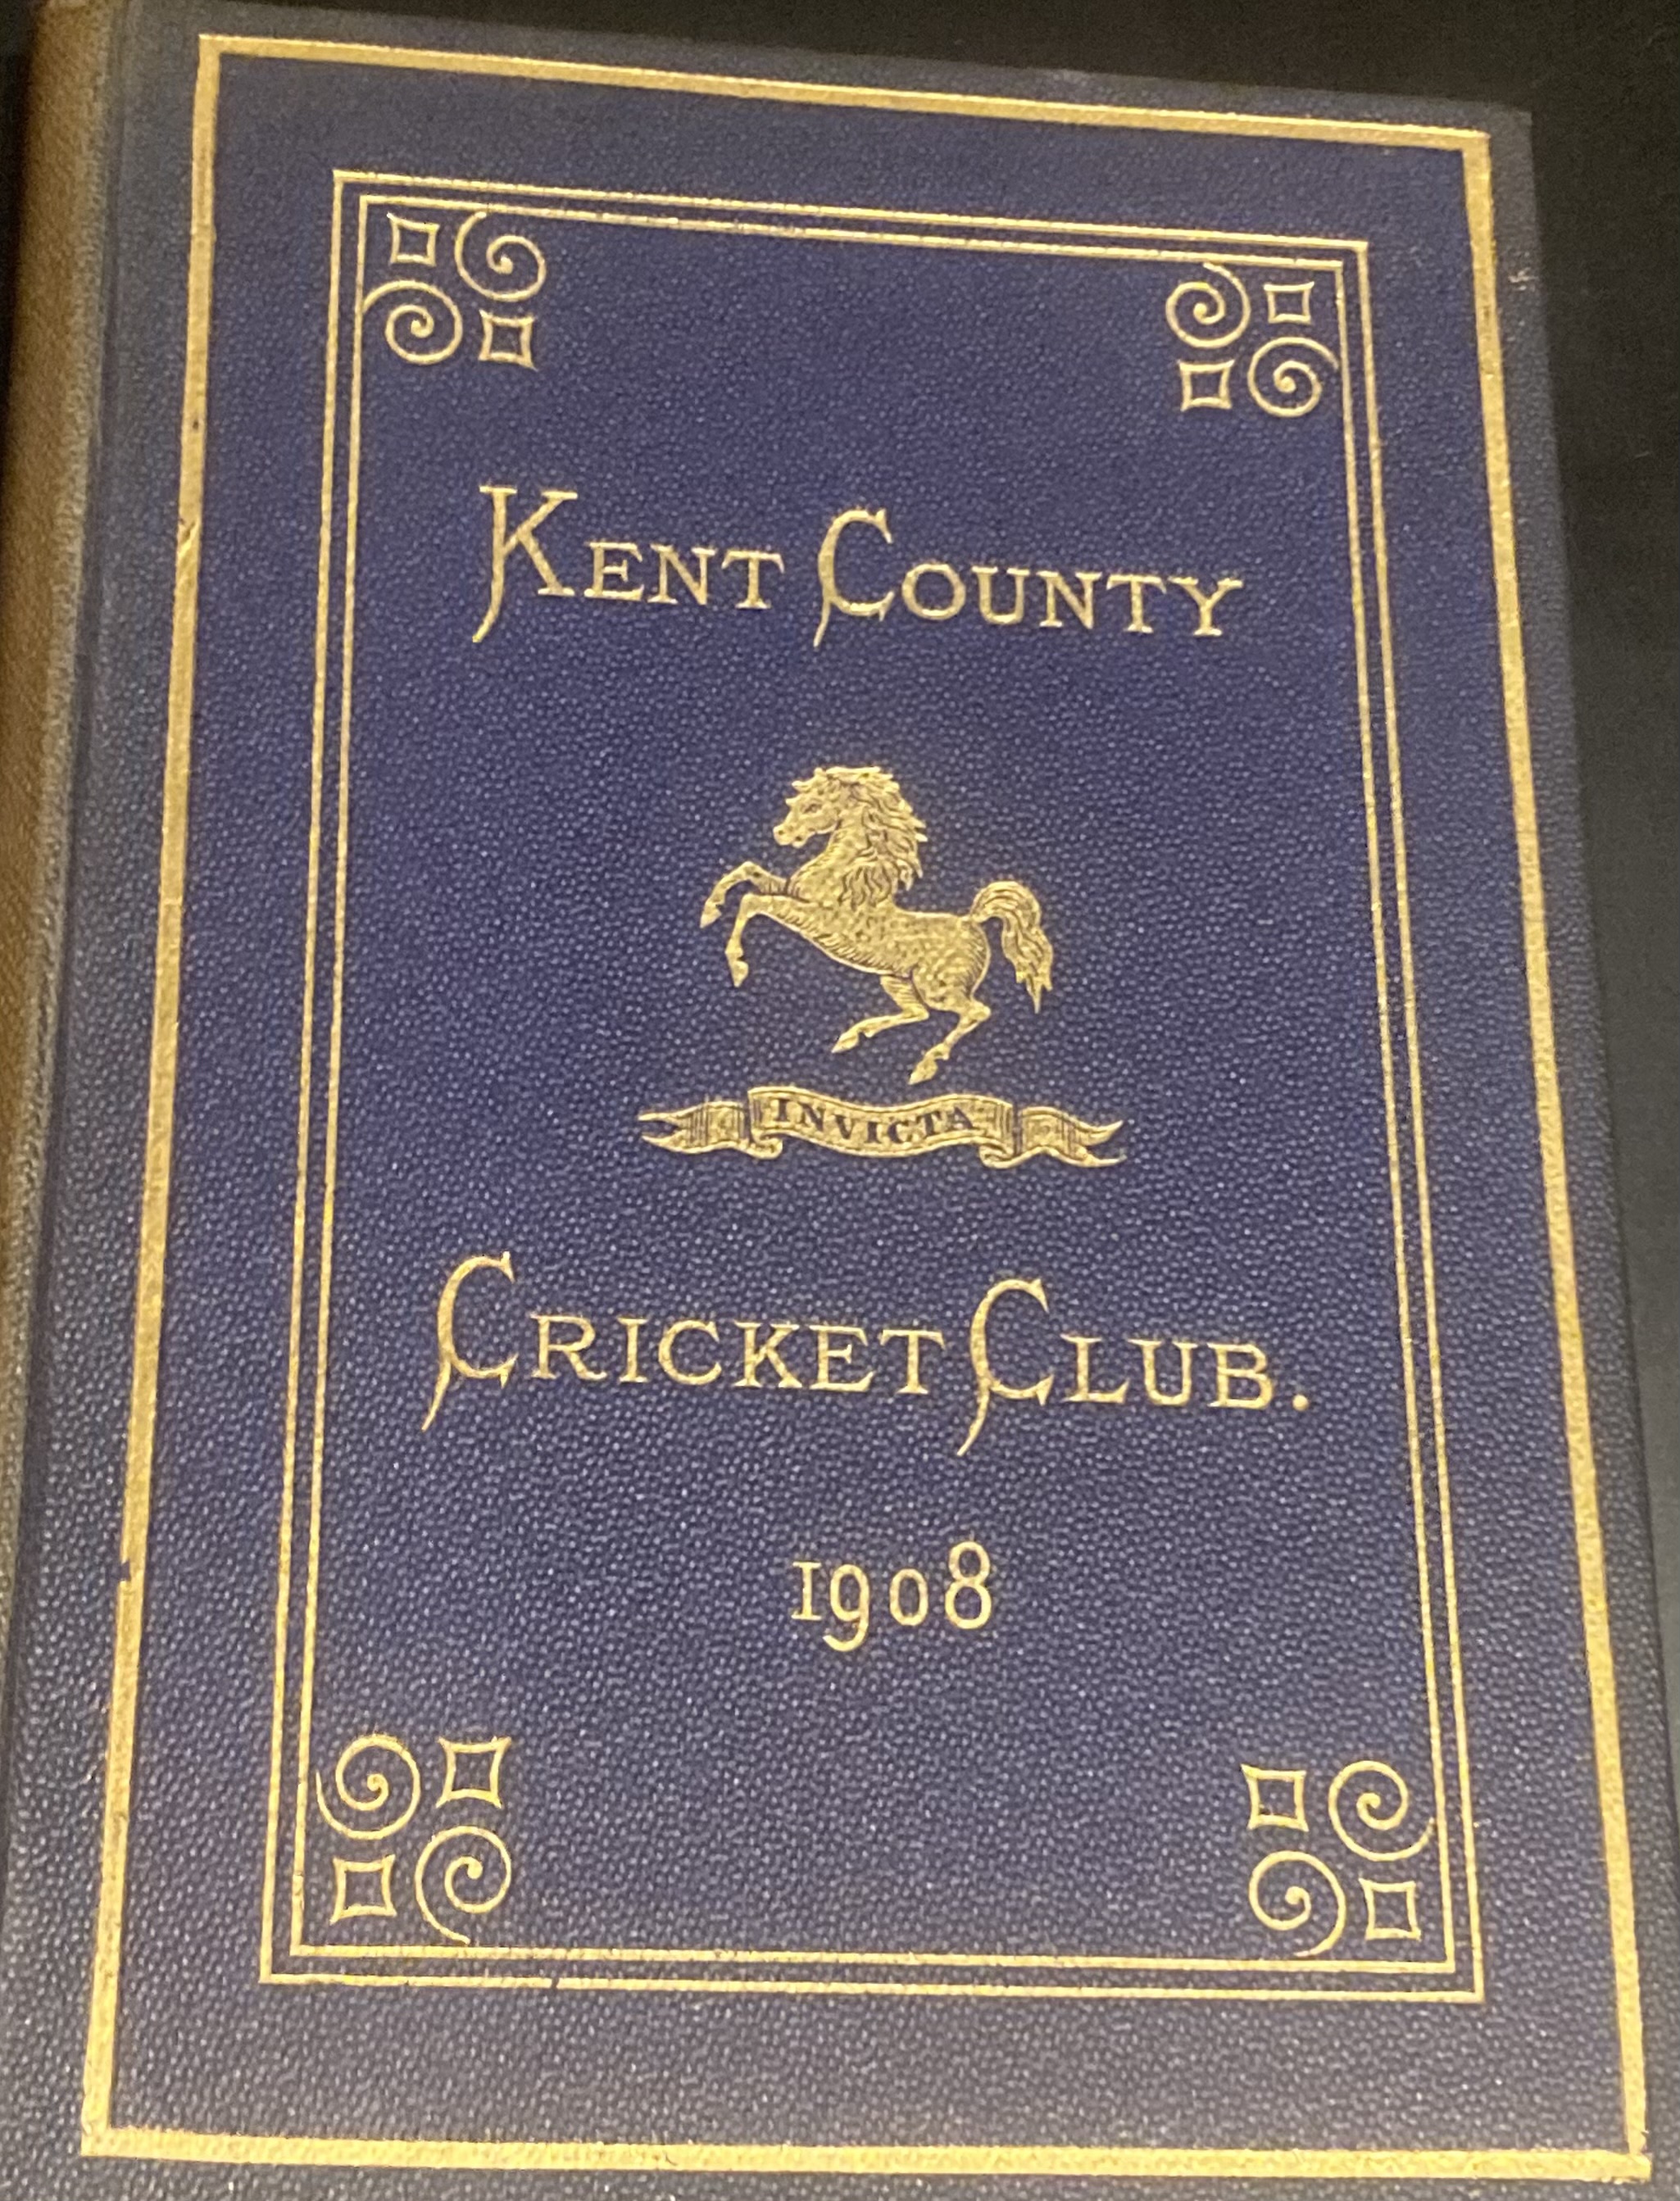 KENT COUNTY
INVICTA
CRICKET CLUB.
1908